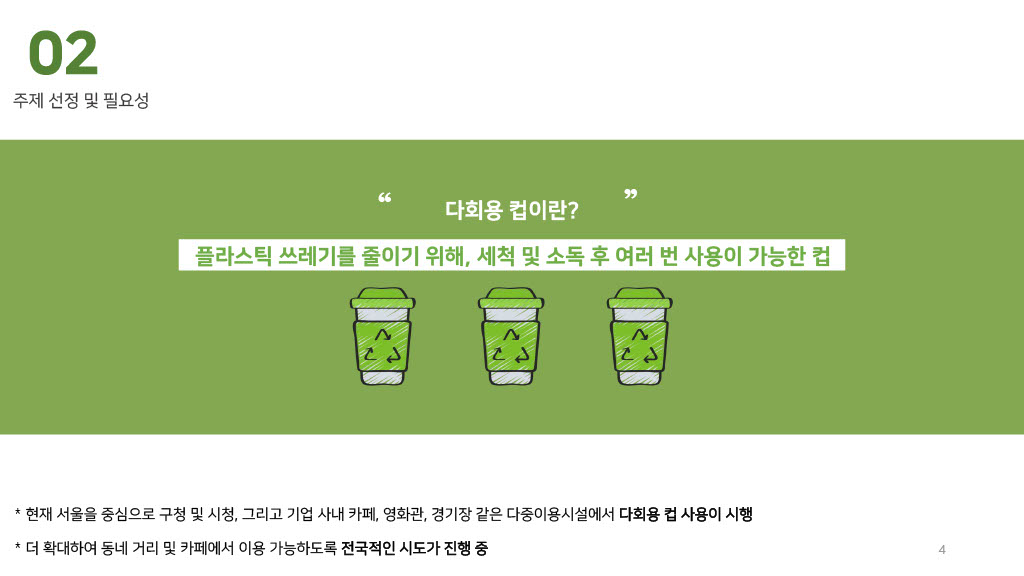 02
주제 선정 및 필요성
“ 다회용 컵이란? ”
플라스틱 쓰레기를 줄이기 위해, 세척 및 소독 후 여러 번 사용이 가능한 컵
* 현재 서울을 중심으로 구청 및 시청, 그리고 기업 사내 카페, 영화관, 경기장 같은 다중이용시설에서 다회용 컵 사용이 시행
* 더 확대하여 동네 거리 및 카페에서 이용 가능하도록 전국적인 시도가 진행 중
4